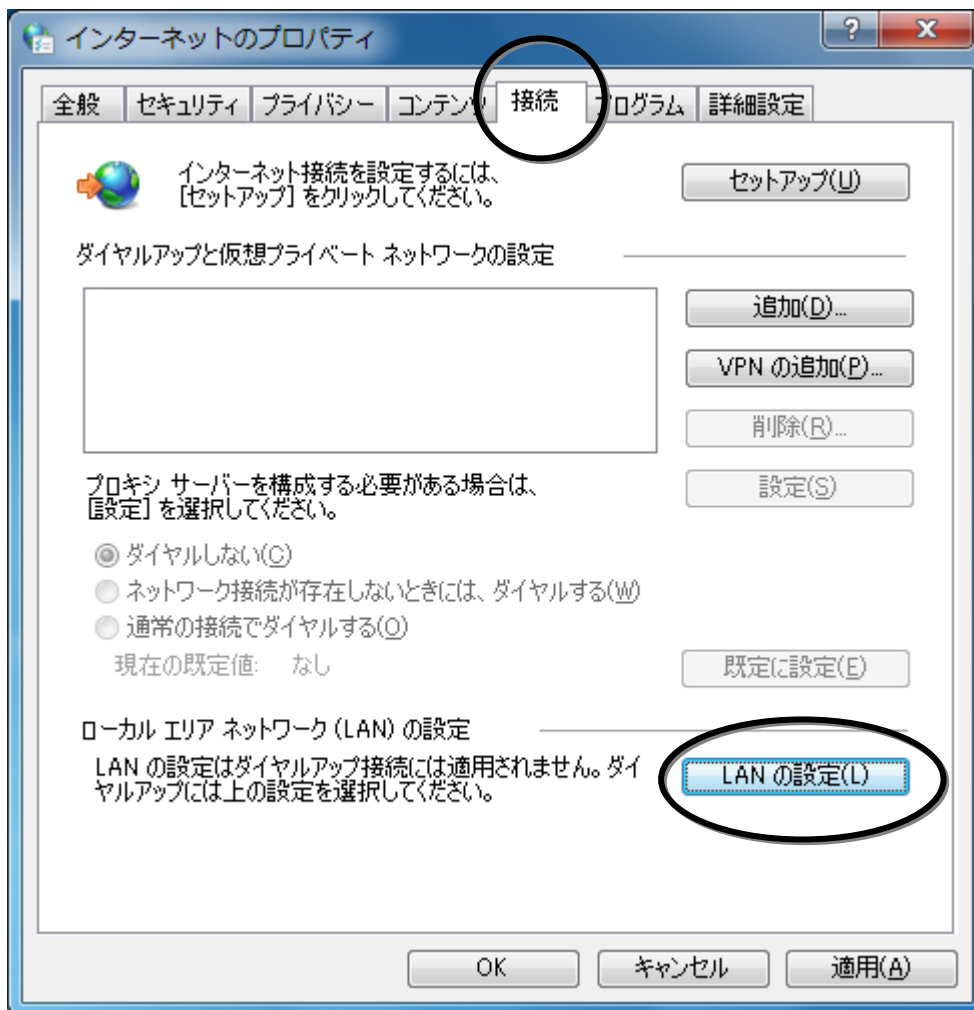 インターネットのプロパティ
全般 セキュリティ プライバシー コンテンツ 接続 プログラム 詳細設定
インターネット接続を設定するには、
[セットアップ] をクリックしてください。
セットアップ(U)
ダイヤルアップと仮想プライベート ネットワークの設定
追加(D)...
VPN の追加(P)...
削除(R)...
プロキシ サーバーを構成する必要がある場合は、
[設定] を選択してください。
設定(S)
ダイヤルしない(C)
ネットワーク接続が存在しないときには、ダイヤルする(W)
通常の接続でダイヤルする(O)
現在の既定値: なし
既定に設定(E)
ローカル エリア ネットワーク (LAN) の設定
LAN の設定はダイヤルアップ接続には適用されません。ダイ
ヤルアップには上の設定を選択してください。
LAN の設定(L)
OK キャンセル 適用(A)